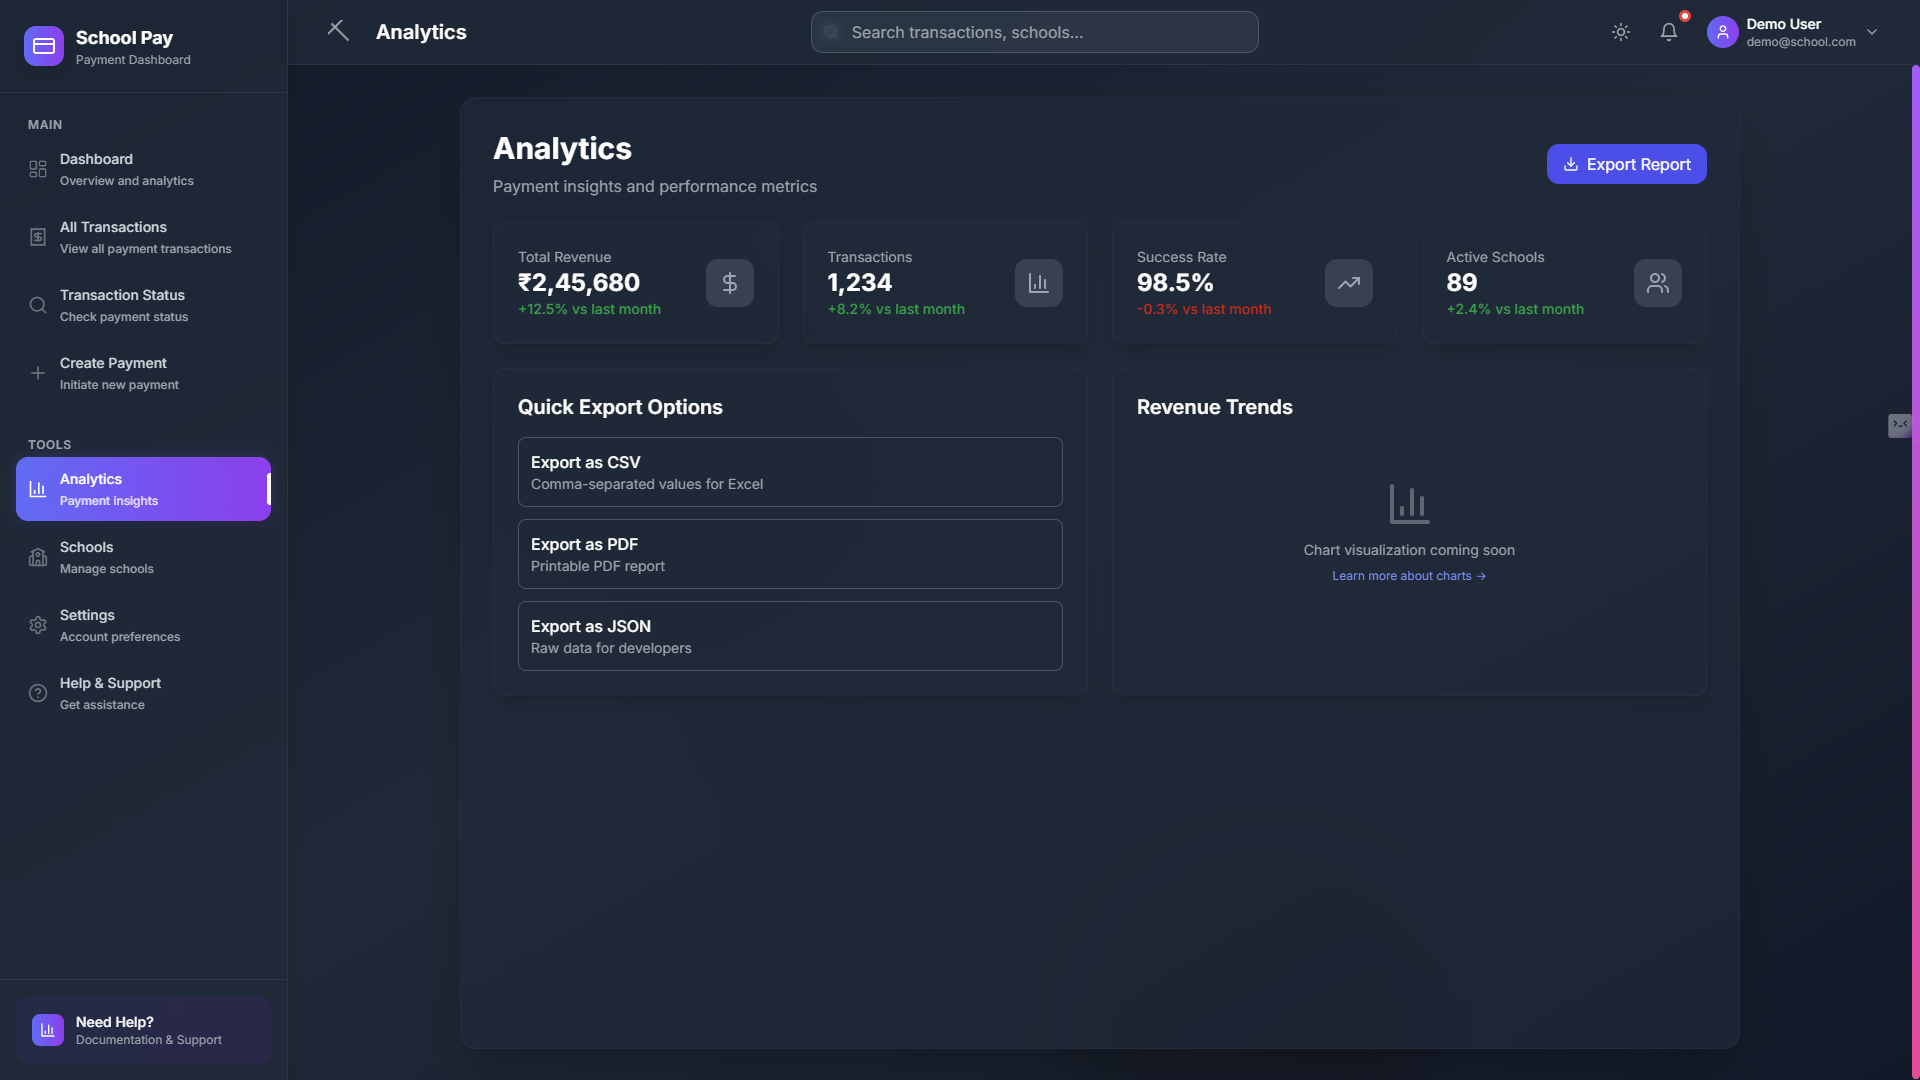 School Pay
Payment Dashboard
MAIN
Dashboard
Overview and analytics
All Transactions
View all payment transactions
Transaction Status
Check payment status
Create Payment
Initiate new payment
TOOLS
Analytics
Payment insights
Schools
Manage schools
Settings
Account preferences
Help & Support
Get assistance
Need Help?
Documentation & Support
Analytics
Search transactions, schools...
Demo User
demo@school.com
Analytics
Payment insights and performance metrics
Export Report
Total Revenue
₹2,45,680
+12.5% vs last month
Transactions
1,234
+8.2% vs last month
Success Rate
98.5%
-0.3% vs last month
Active Schools
89
+2.4% vs last month
Quick Export Options
Export as CSV
Comma-separated values for Excel
Export as PDF
Printable PDF report
Export as JSON
Raw data for developers
Revenue Trends
Chart visualization coming soon
Learn more about charts →